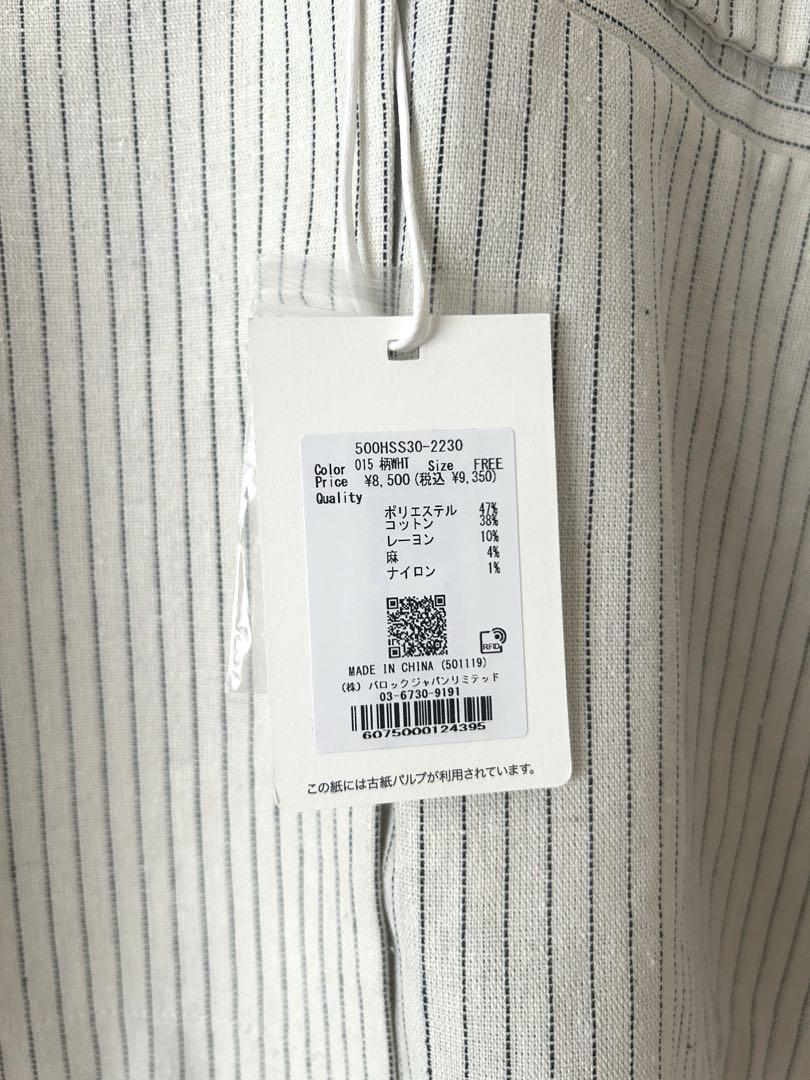 500HSS30-2230
Color 015 柄WHT Size FREE
Price ¥8,500(税込 ¥9,350)
Quality
ポリエステル 47%
コットン 38%
レーヨン 10%
麻 4%
ナイロン 1%
RFID
MADE IN CHINA (501119)
(株) バロックジャパンリミテッド
03-6730-9191
6075000124395
この紙には古紙パルプが利用されています。